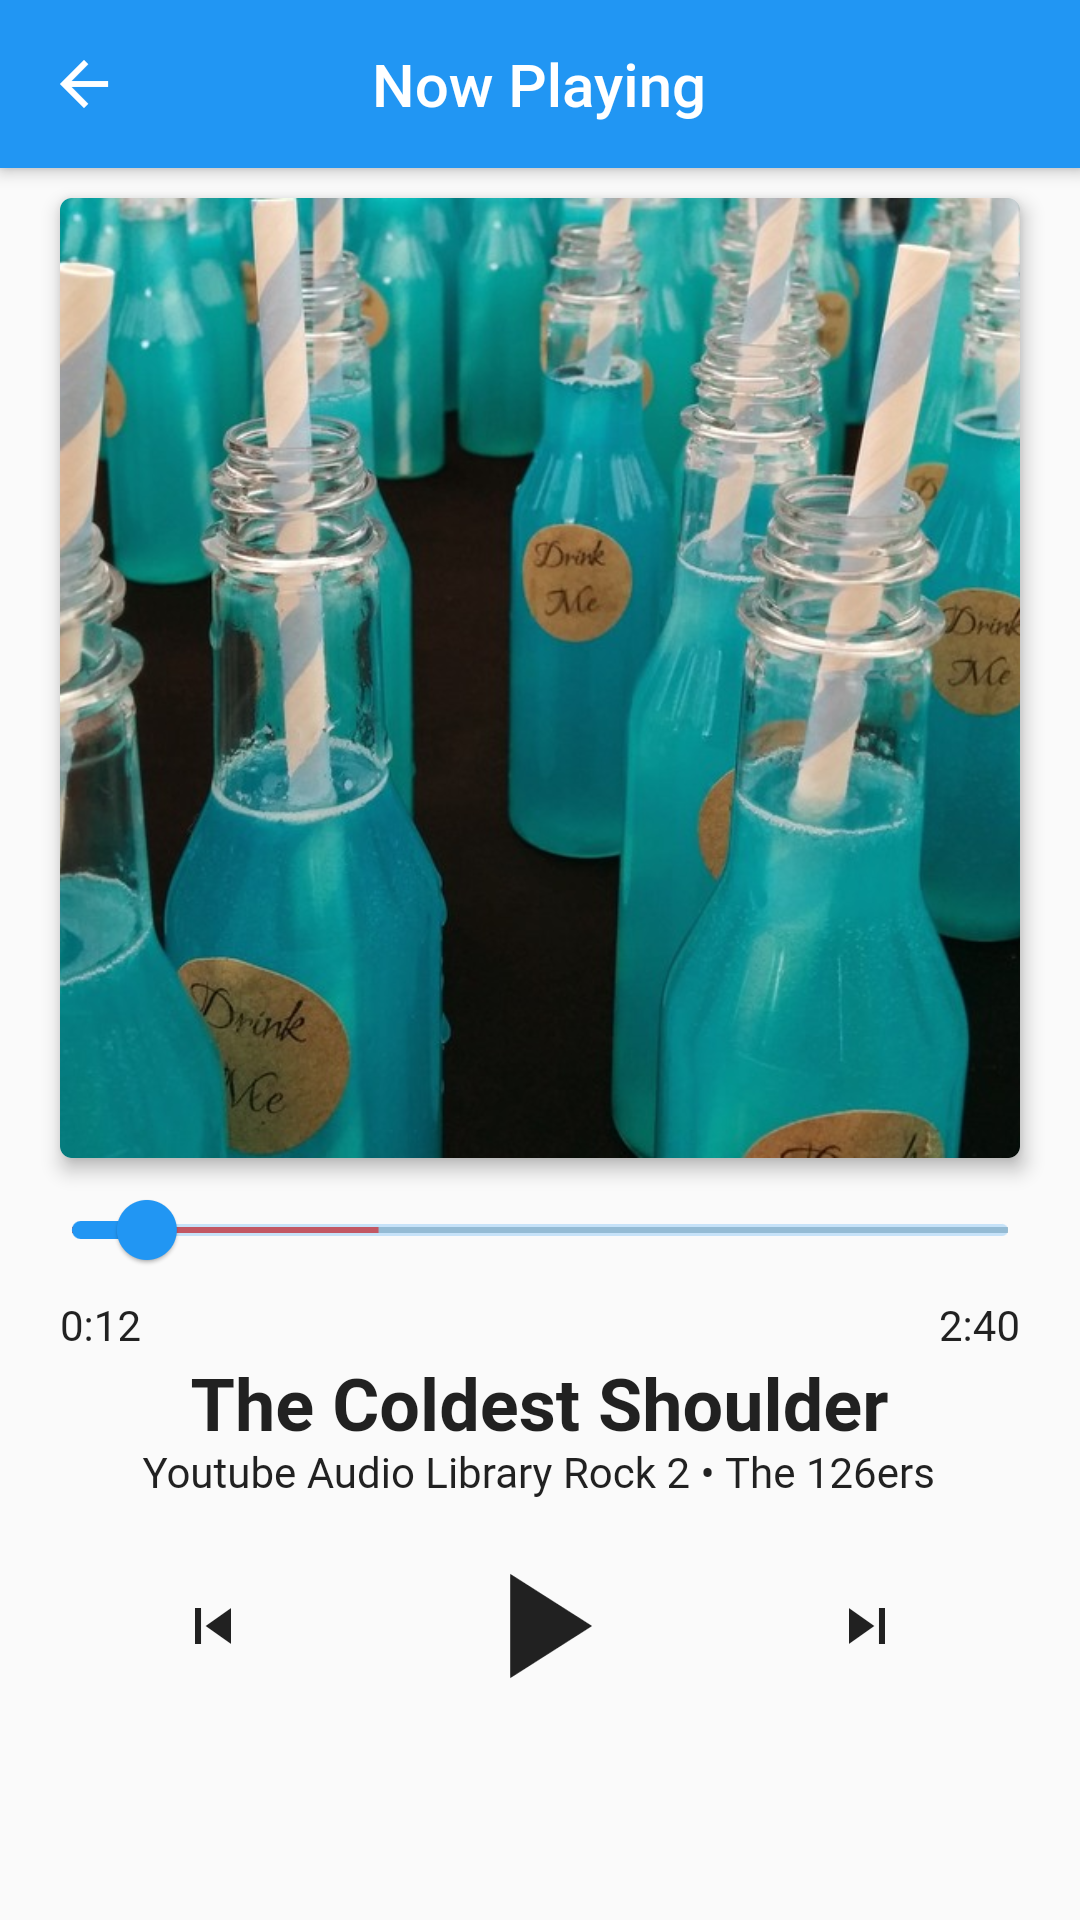 Now Playing
Drink
Me
Drink
Me
Drink
Me
0:12
2:40
The Coldest Shoulder
Youtube Audio Library Rock 2 • The 126ers